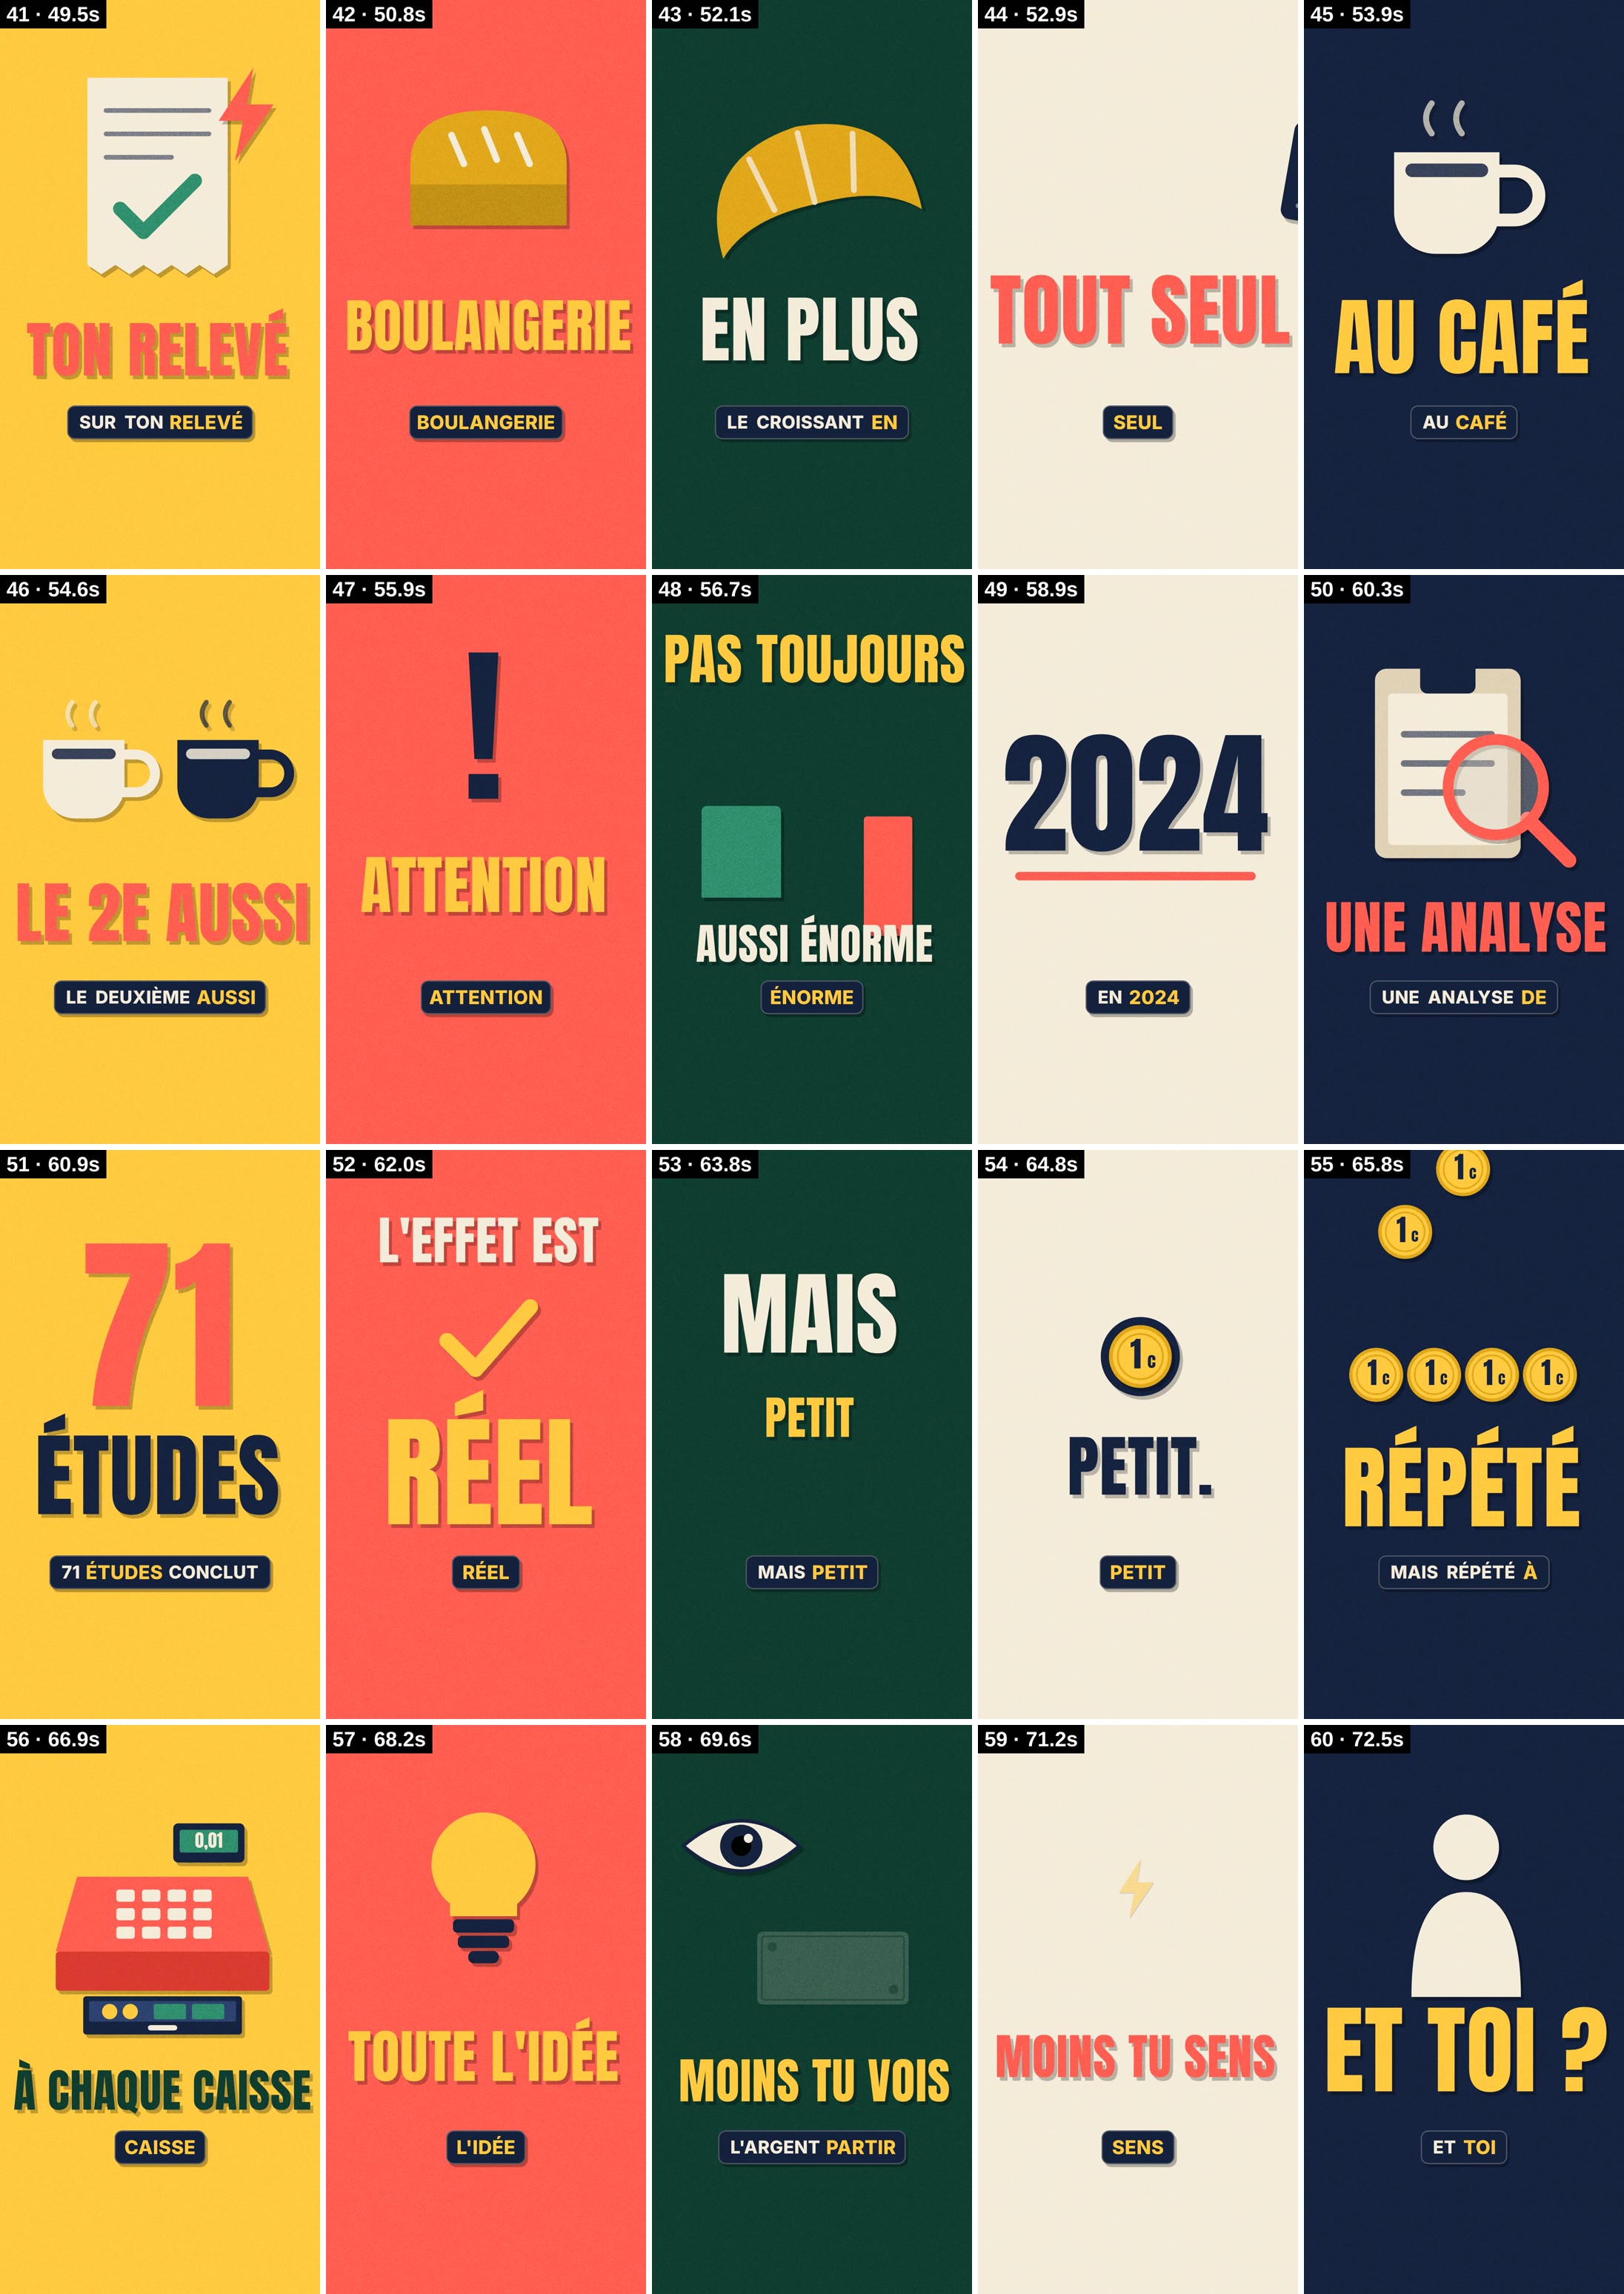 41 · 49.5s
TON RELEVÉ
SUR TON RELEVÉ
42 · 50.8s
BOULANGERIE
BOULANGERIE
43 · 52.1s
EN PLUS
LE CROISSANT EN
44 · 52.9s
TOUT SEUL
SEUL
45 · 53.9s
AU CAFÉ
AU CAFÉ
46 · 54.6s
LE 2E AUSSI
LE DEUXIÈME AUSSI
47 · 55.9s
!
ATTENTION
ATTENTION
48 · 56.7s
PAS TOUJOURS
AUSSI ÉNORME
ÉNORME
49 · 58.9s
2024
EN 2024
50 · 60.3s
UNE ANALYSE
UNE ANALYSE DE
51 · 60.9s
71
ÉTUDES
71 ÉTUDES CONCLUT
52 · 62.0s
L'EFFET EST
RÉEL
RÉEL
53 · 63.8s
MAIS
PETIT
MAIS PETIT
54 · 64.8s
1c
PETIT.
PETIT
55 · 65.8s
1c
1c
1c 1c 1c 1c
RÉPÉTÉ
MAIS RÉPÉTÉ À
56 · 66.9s
0,01
À CHAQUE CAISSE
CAISSE
57 · 68.2s
TOUTE L'IDÉE
L'IDÉE
58 · 69.6s
MOINS TU VOIS
L'ARGENT PARTIR
59 · 71.2s
MOINS TU SENS
SENS
60 · 72.5s
ET TOI ?
ET TOI